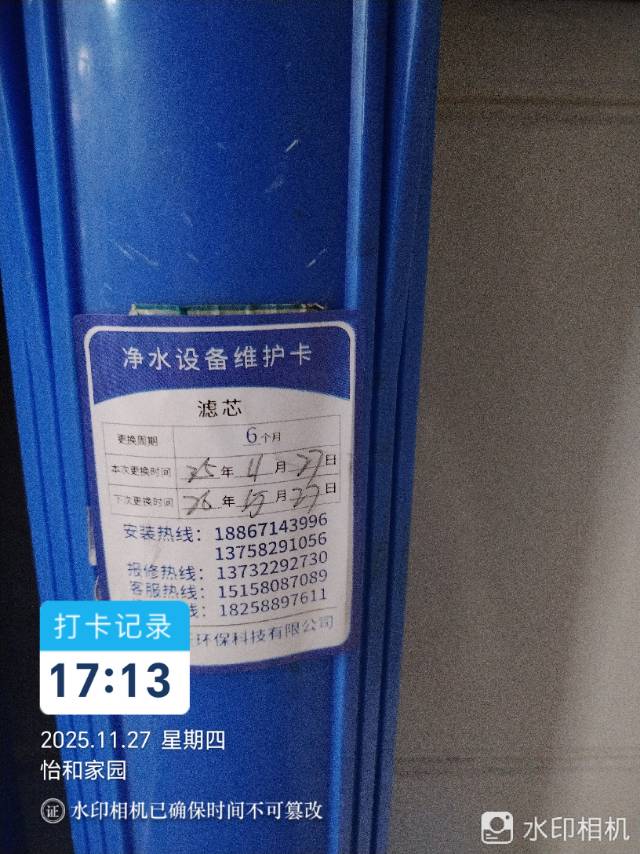 净水设备维护卡
滤芯
更换周期 6个月
本次更换时间 25年11月27日
下次更换时间 26年 月27日
安装热线：18867143996
13758291056
报修热线：13732292730
客服热线：15158087089
线：18258897611
环保科技有限公司
打卡记录
17:13
2025.11.27 星期四
怡和家园
证 水印相机已确保时间不可篡改
水印相机